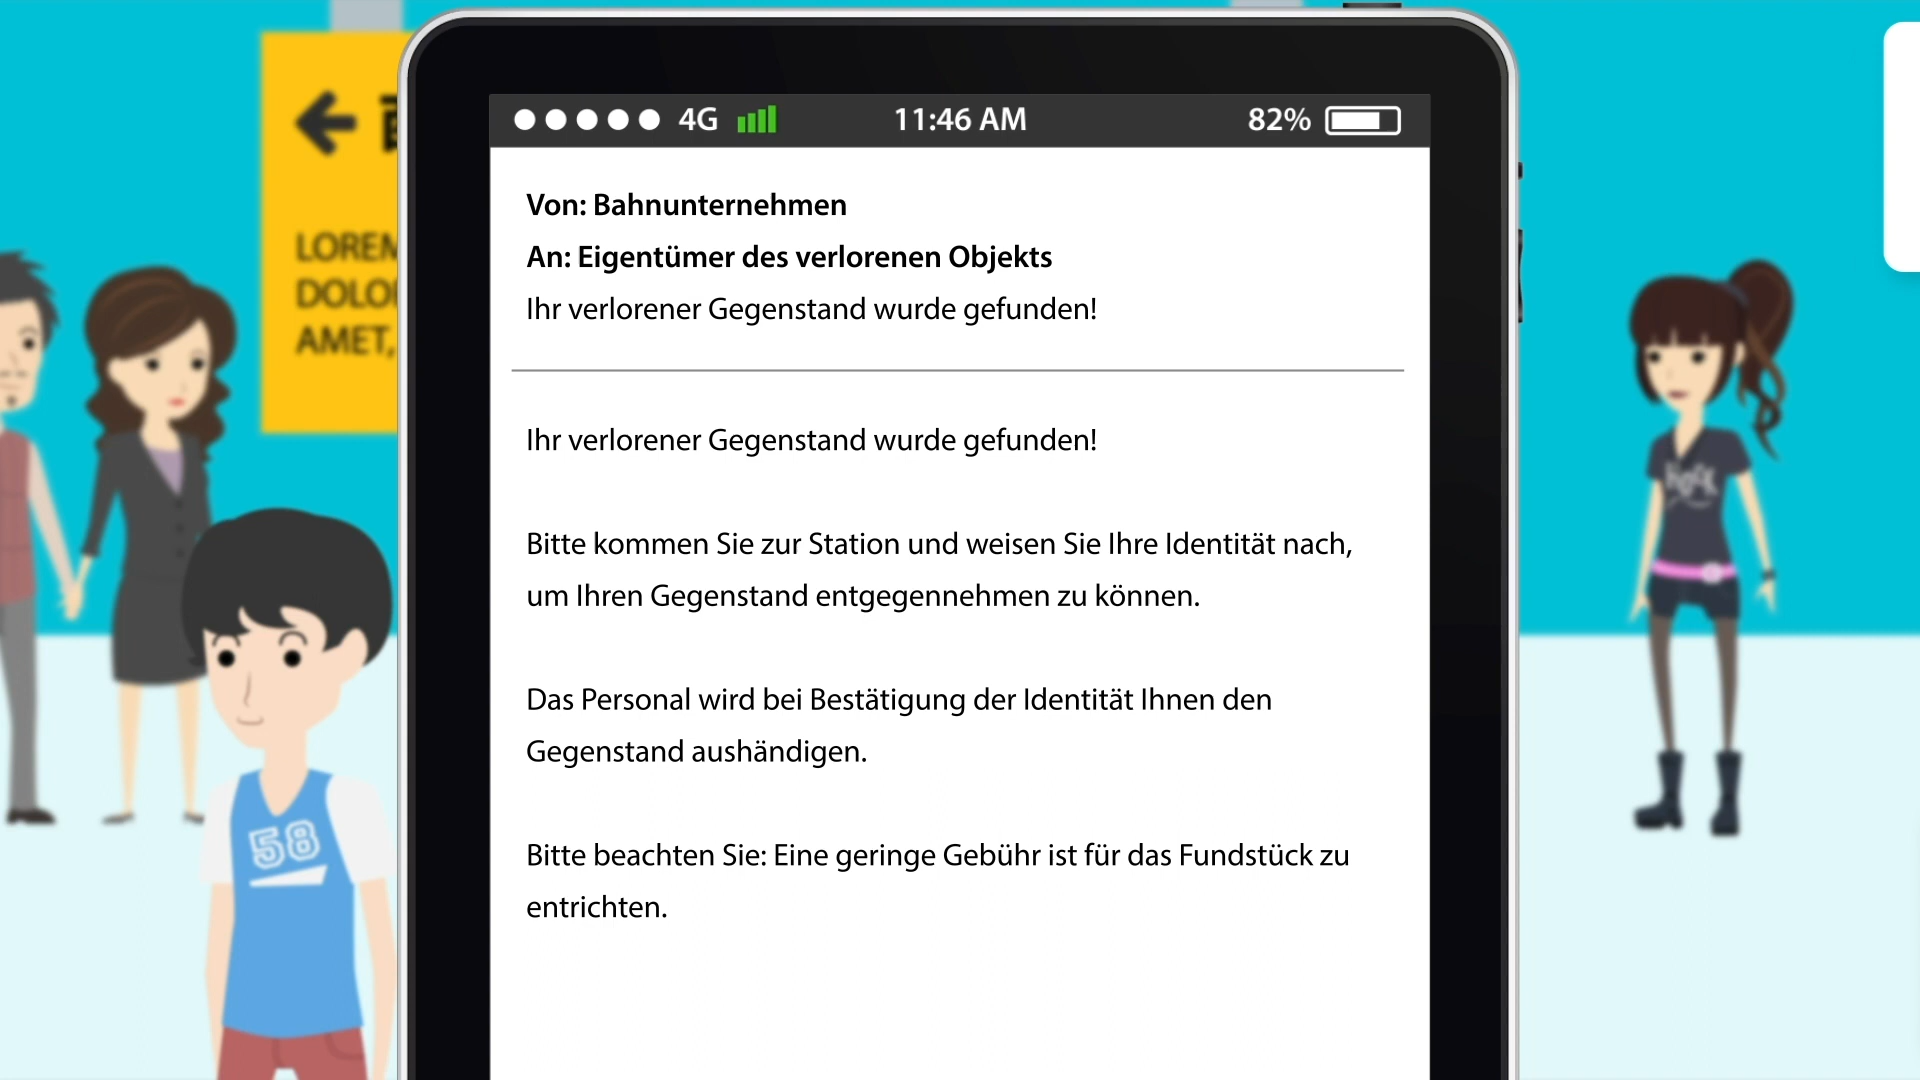 4G 11:46 AM 82%
Von: Bahnunternehmen
An: Eigentümer des verlorenen Objekts
Ihr verlorener Gegenstand wurde gefunden!
Ihr verlorener Gegenstand wurde gefunden!
Bitte kommen Sie zur Station und weisen Sie Ihre Identität nach,
um Ihren Gegenstand entgegennehmen zu können.
Das Personal wird bei Bestätigung der Identität Ihnen den
Gegenstand aushändigen.
Bitte beachten Sie: Eine geringe Gebühr ist für das Fundstück zu
entrichten.
LOREM
AMET,
58